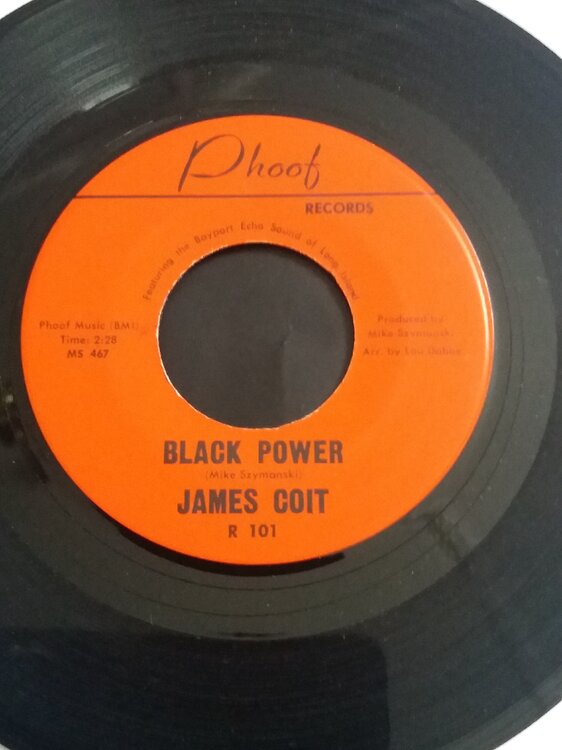 Phoof
RECORDS
Featuring the Bayport Echo Sound of Long Island
Phoof Music (BMI)
Time: 2:28
MS 467
Produced by
Mike Szymanski
Arr. by Lou
BLACK POWER
(Mike Szymanski)
JAMES COIT
R 101